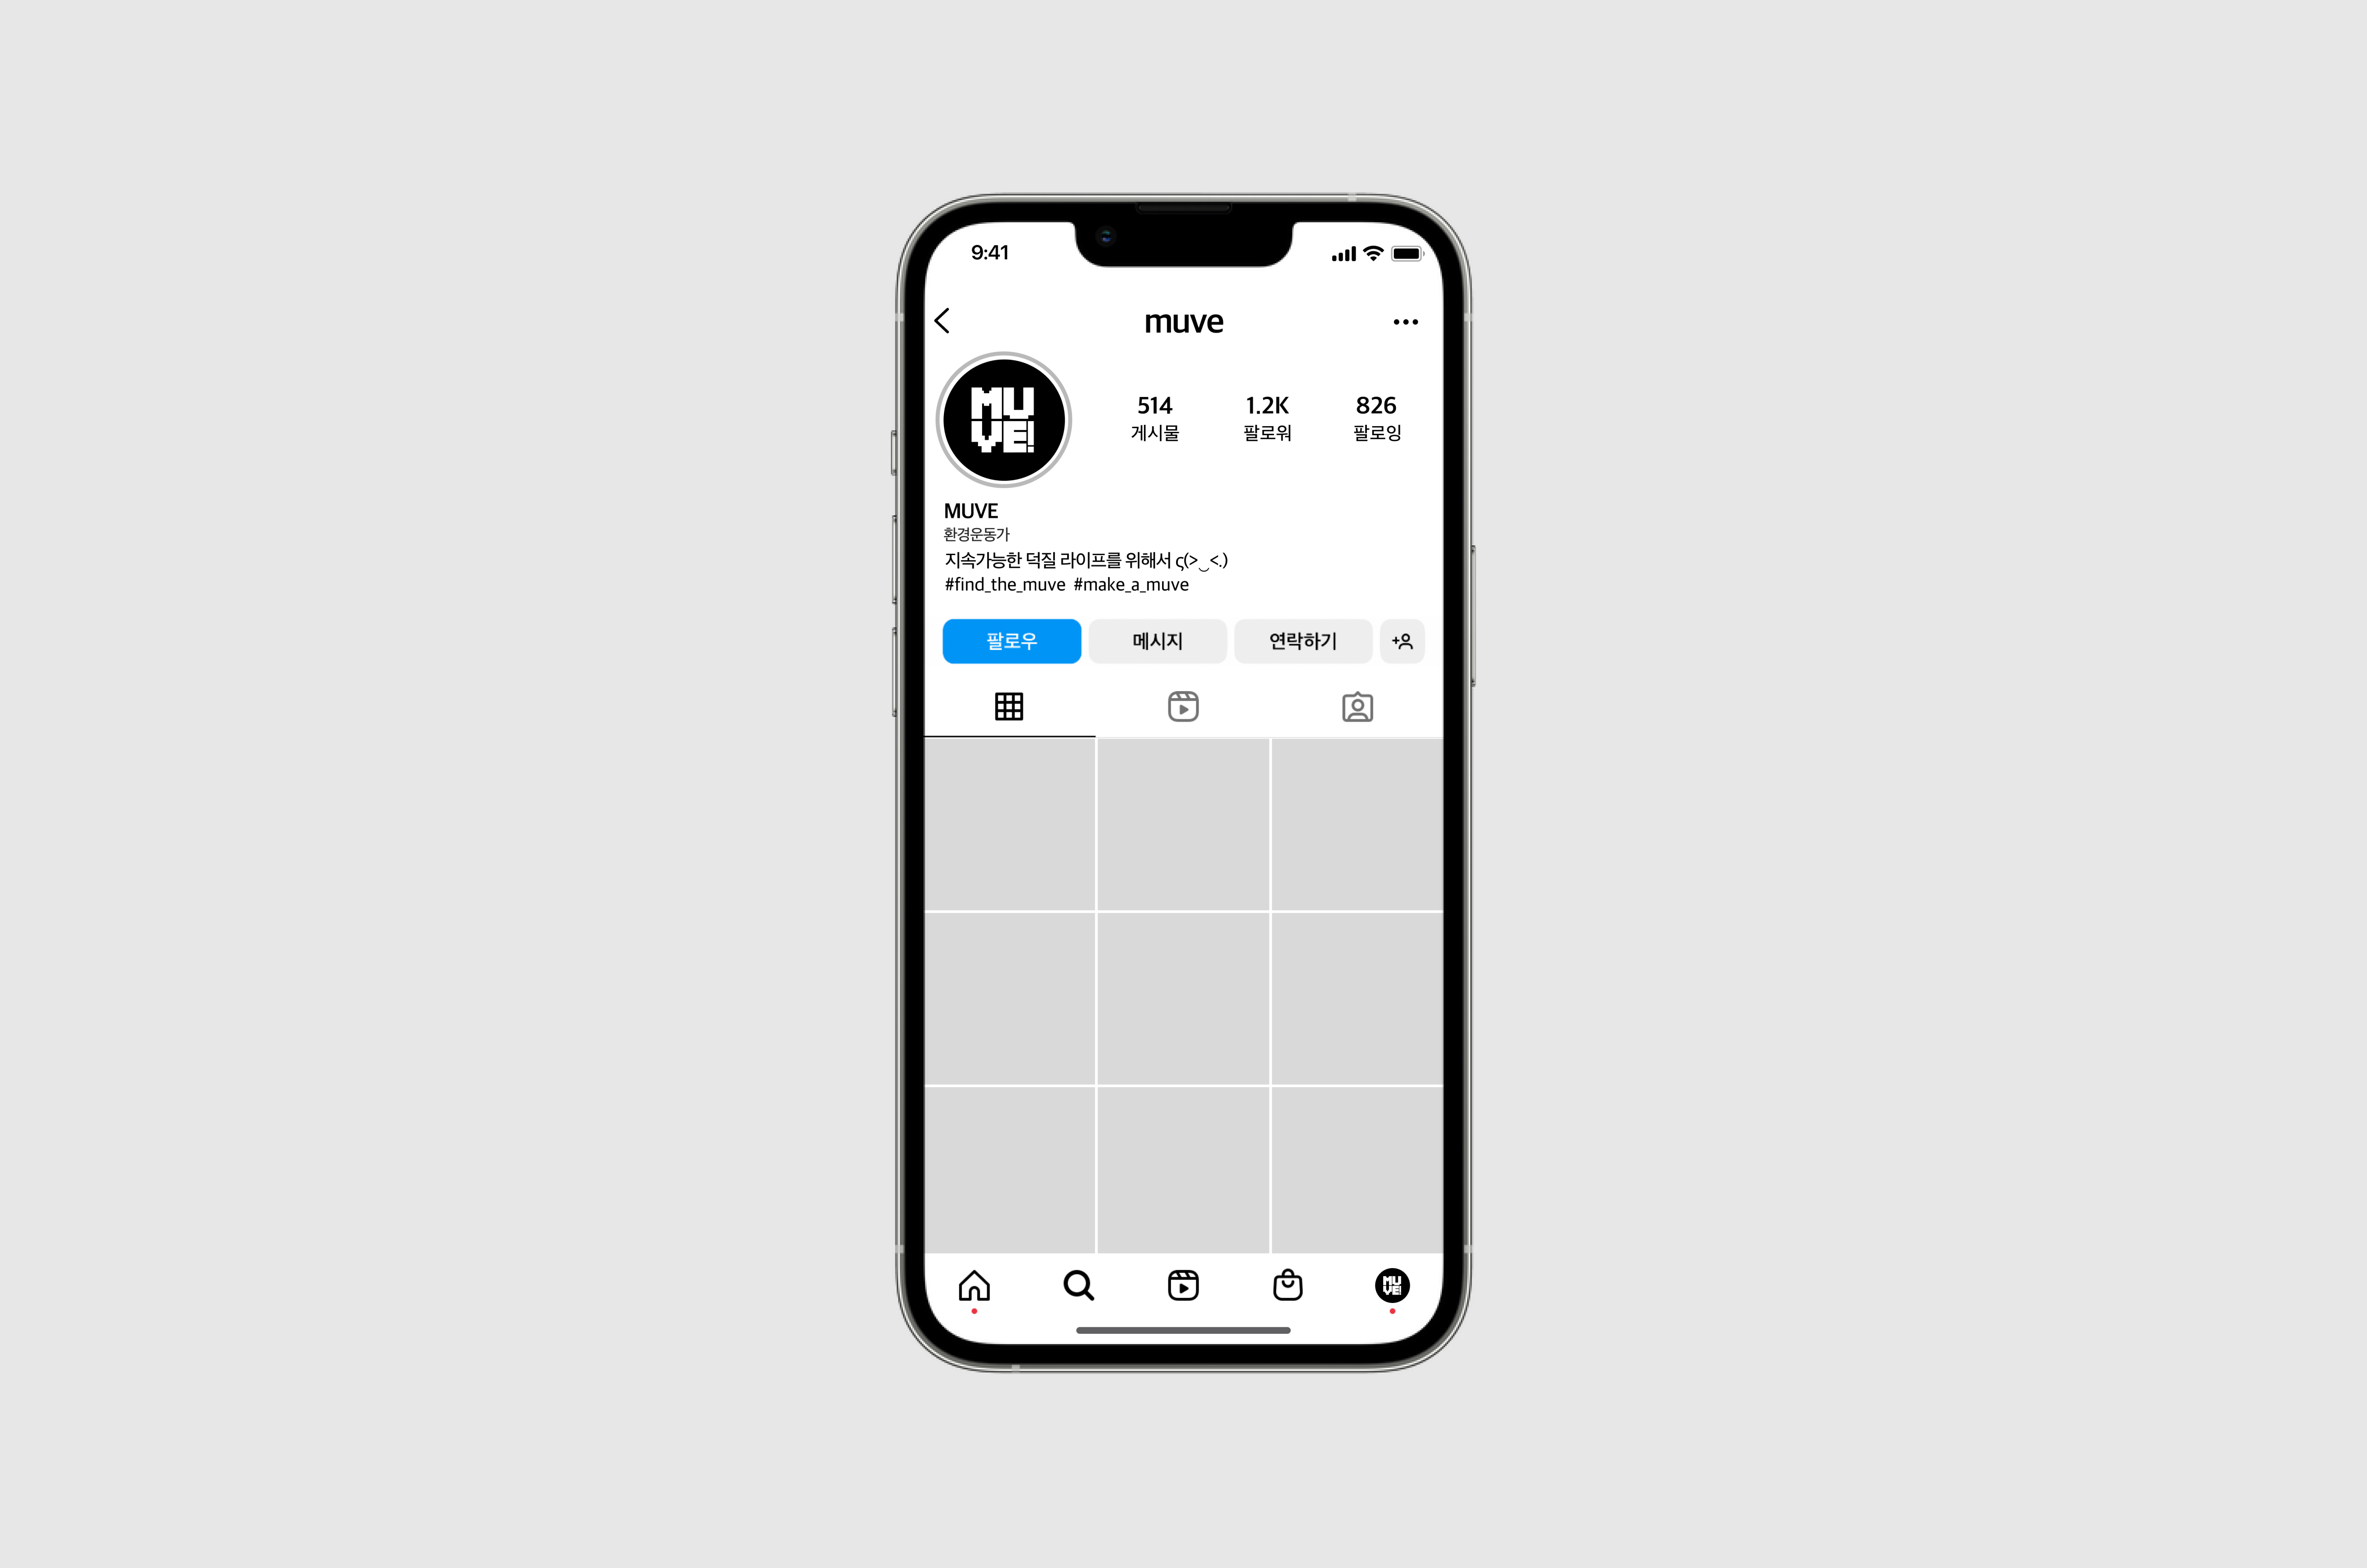 9:41
muve
MU
VE!
514 1.2K 826
게시물 팔로워 팔로잉
MUVE
환경운동가
지속가능한 덕질 라이프를 위해서 ς(>‿<.)
#find_the_muve #make_a_muve
팔로우 메시지 연락하기
MU
VE!